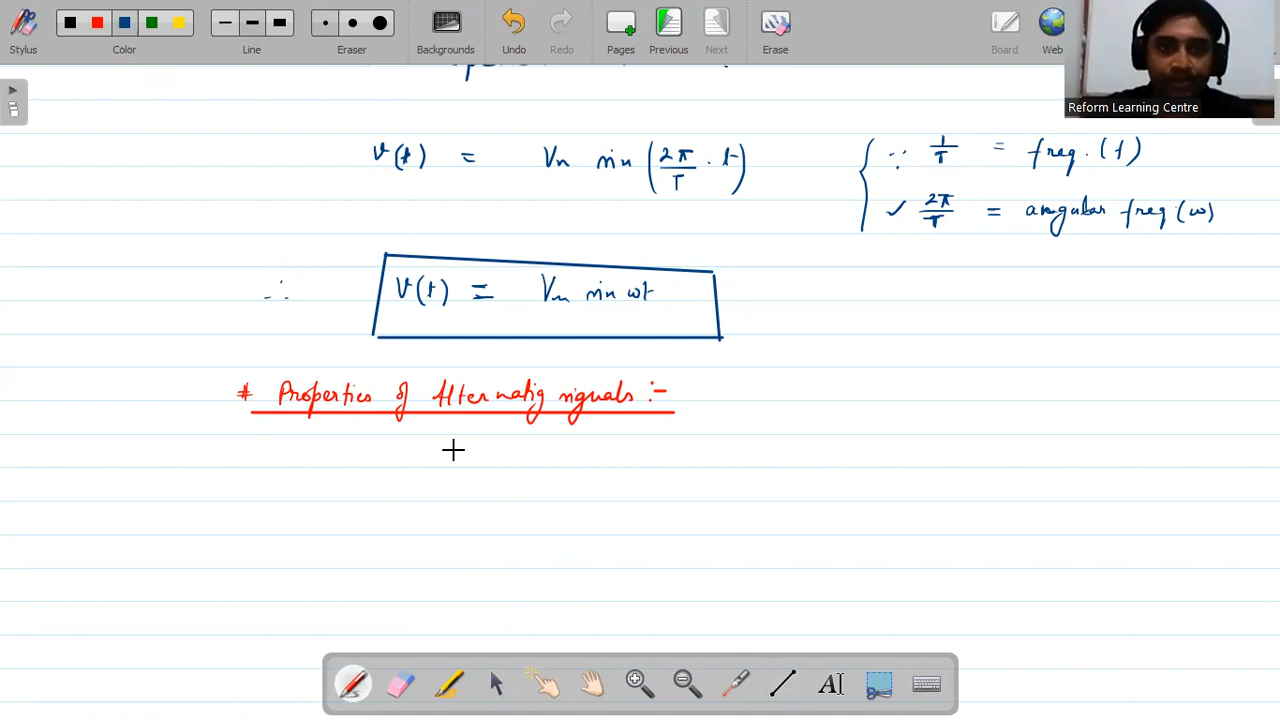 Stylus Color Line Eraser Backgrounds Undo Redo Pages Previous Next Erase Board Web
Reform Learning Centre
v(t) = Vm sin (2π/T · t)
∵ 1/T = freq. (f)
✓ 2π/T = angular freq. (ω)
∴ V(t) = Vm sin ωt
* Properties of Alternatig signals :-